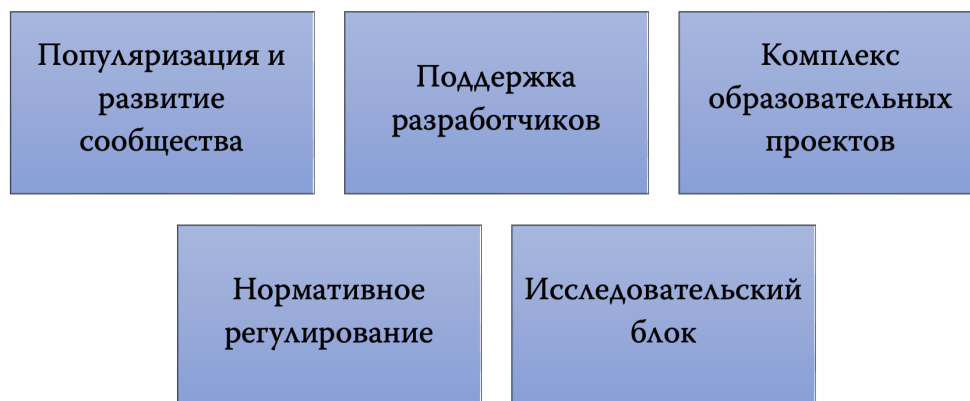 Популяризация и
развитие
сообщества
Поддержка
разработчиков
Комплекс
образовательных
проектов
Нормативное
регулирование
Исследовательский
блок